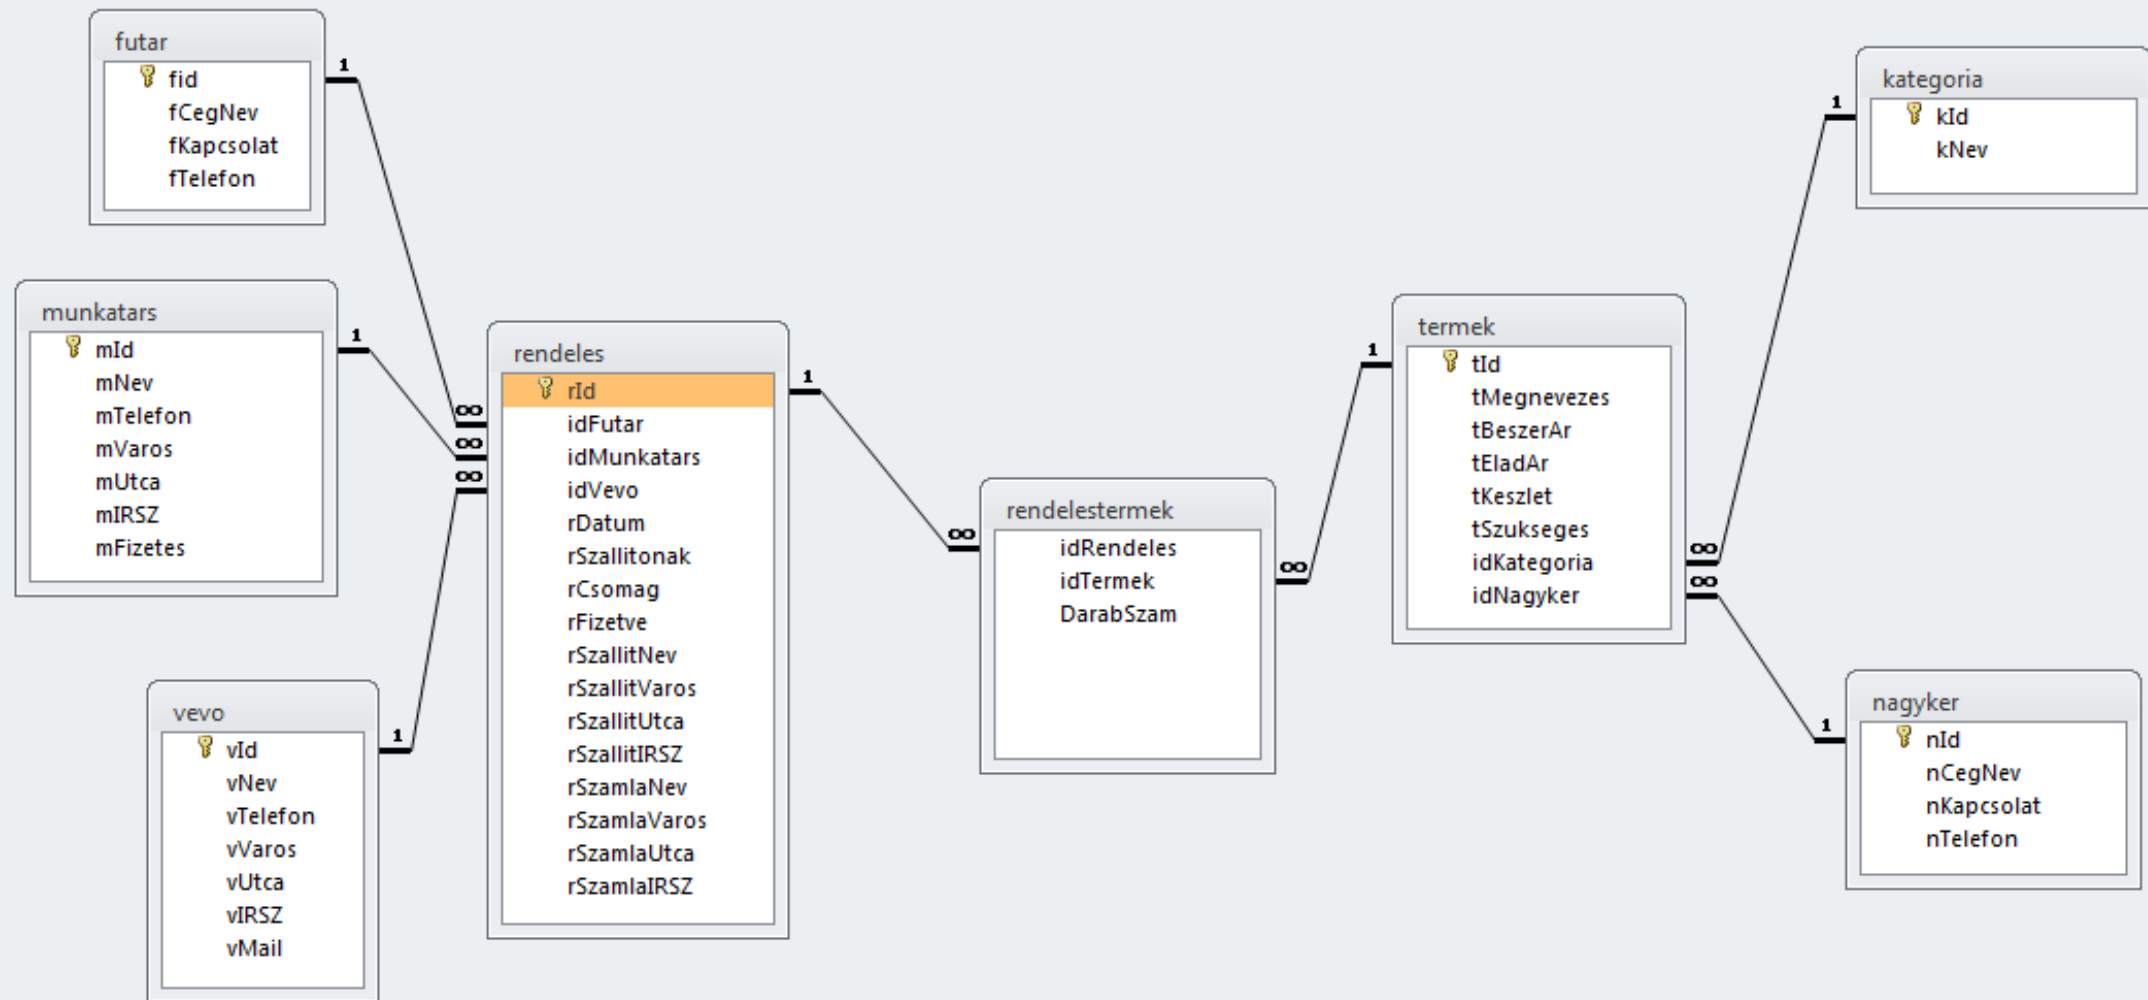 futar
fid
fCegNev
fKapcsolat
fTelefon
1
munkatars
mId
mNev
mTelefon
mVaros
mUtca
mIRSZ
mFizetes
1
vevo
vId
vNev
vTelefon
vVaros
vUtca
vIRSZ
vMail
1
∞
∞
∞
rendeles
rId
idFutar
idMunkatars
idVevo
rDatum
rSzallitonak
rCsomag
rFizetve
rSzallitNev
rSzallitVaros
rSzallitUtca
rSzallitIRSZ
rSzamlaNev
rSzamlaVaros
rSzamlaUtca
rSzamlaIRSZ
1
∞
rendelestermek
idRendeles
idTermek
DarabSzam
∞
1
termek
tId
tMegnevezes
tBeszerAr
tEladAr
tKeszlet
tSzukseges
idKategoria
idNagyker
∞
∞
1
kategoria
kId
kNev
1
nagyker
nId
nCegNev
nKapcsolat
nTelefon